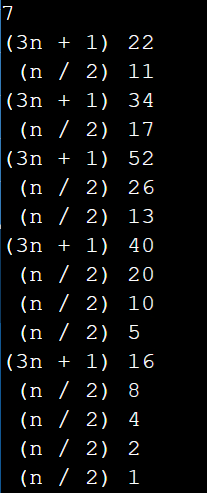 7
(3n + 1) 22
(n / 2) 11
(3n + 1) 34
(n / 2) 17
(3n + 1) 52
(n / 2) 26
(n / 2) 13
(3n + 1) 40
(n / 2) 20
(n / 2) 10
(n / 2) 5
(3n + 1) 16
(n / 2) 8
(n / 2) 4
(n / 2) 2
(n / 2) 1